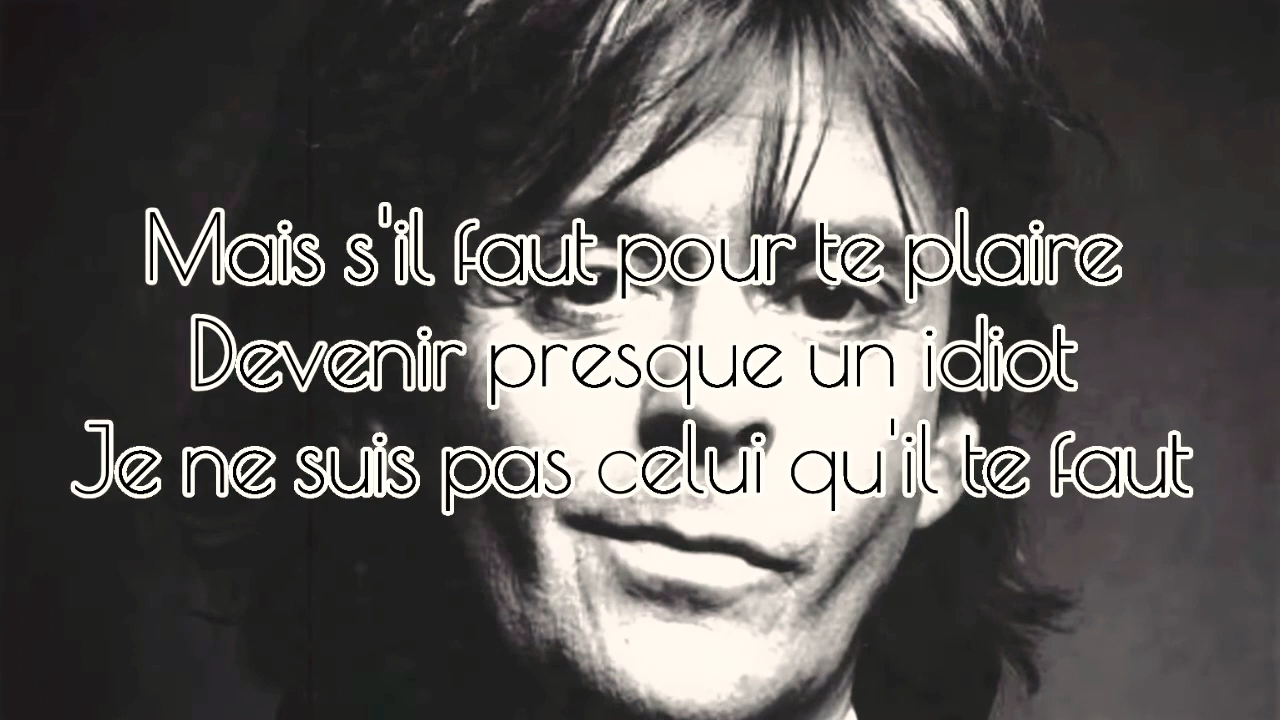 Mais s'il faut pour te plaire
Devenir presque un idiot
Je ne suis pas celui qu'il te faut